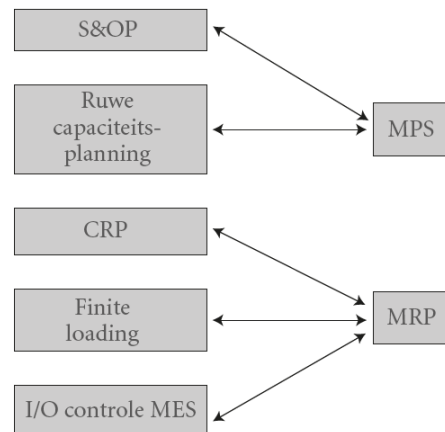 S&OP
Ruwe
capaciteits-
planning
MPS
CRP
Finite
loading
MRP
I/O controle MES